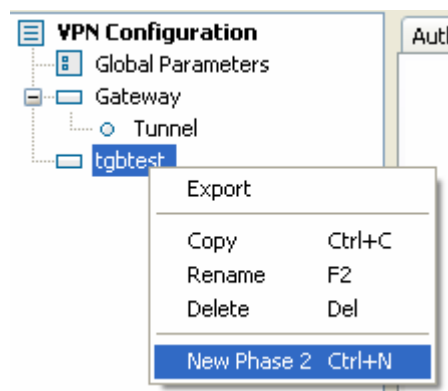 VPN Configuration
Global Parameters
Gateway
Tunnel
tgbtest
Export
Copy Ctrl+C
Rename F2
Delete Del
New Phase 2 Ctrl+N